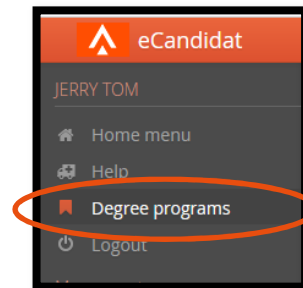 eCandidat
JERRY TOM
Home menu
Help
Degree programs
Logout